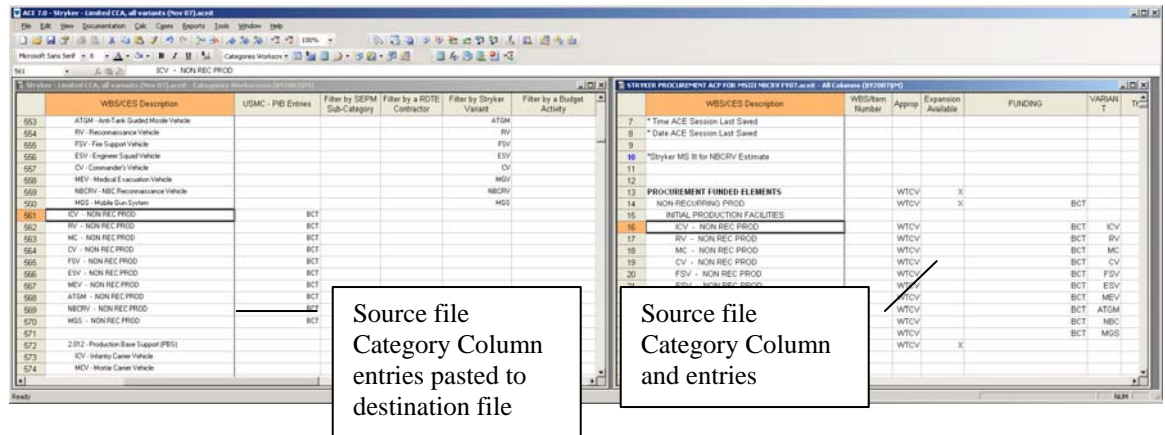 ACE 7.0 - Stryker - Limited CCA, all variants (Nov 07).aceit
File Edit View Documentation Calc Cases Reports Tools Window Help
100%
Microsoft Sans Serif 8 B I U Categories Workscr
561 ICV - NON REC PROD
WBS/CES Description USMC - PIB Entries Filter by SEPM Sub-Category Filter by a RDTE Contractor Filter by Stryker Variant Filter by a Budget Activity
553 ATGM - Anti-Tank Guided Missile Vehicle ATGM
554 RV - Reconnaissance Vehicle RV
555 FSV - Fire Support Vehicle FSV
556 ESV - Engineer Squad Vehicle ESV
557 CV - Commander's Vehicle CV
558 MEV - Medical Evacuation Vehicle MGV
559 NBCRV - NBC Reconnaissance Vehicle NBCRV
560 MGS - Mobile Gun System MGS
561 ICV - NON REC PROD BCT
562 RV - NON REC PROD BCT
563 MC - NON REC PROD BCT
564 CV - NON REC PROD BCT
565 FSV - NON REC PROD BCT
566 ESV - NON REC PROD BCT
567 MEV - NON REC PROD BCT
568 ATGM - NON REC PROD BCT
569 NBCRV - NON REC PROD BCT
570 MGS - NON REC PROD BCT
571
572 2.012 - Production Base Support (PBS)
573 ICV - Infantry Carrier Vehicle
574 MCV - Mortar Carrier Vehicle
Ready
Source file
Category Column
entries pasted to
destination file
STRYKER PROCUREMENT ACP FOR MSIII NBCRV FY07.aceit - All Columns (BY2007$M)
WBS/CES Description WBS/Item Number Approp Expansion Available FUNDING VARIANT
7 * Time ACE Session Last Saved
8 * Date ACE Session Last Saved
9
10 *Stryker MS III for NBCRV Estimate
11
12
13 PROCUREMENT FUNDED ELEMENTS WTCV X
14 NON-RECURRING PROD WTCV X BCT
15 INITIAL PRODUCTION FACILITIES
16 ICV - NON REC PROD WTCV BCT ICV
17 RV - NON REC PROD WTCV BCT RV
18 MC - NON REC PROD WTCV BCT MC
19 CV - NON REC PROD WTCV BCT CV
20 FSV - NON REC PROD WTCV BCT FSV
21 ESV - NON REC PROD WTCV BCT ESV
WTCV BCT MEV
WTCV BCT ATGM
WTCV BCT NBC
WTCV BCT MGS
WTCV X
NUM
Source file
Category Column
and entries